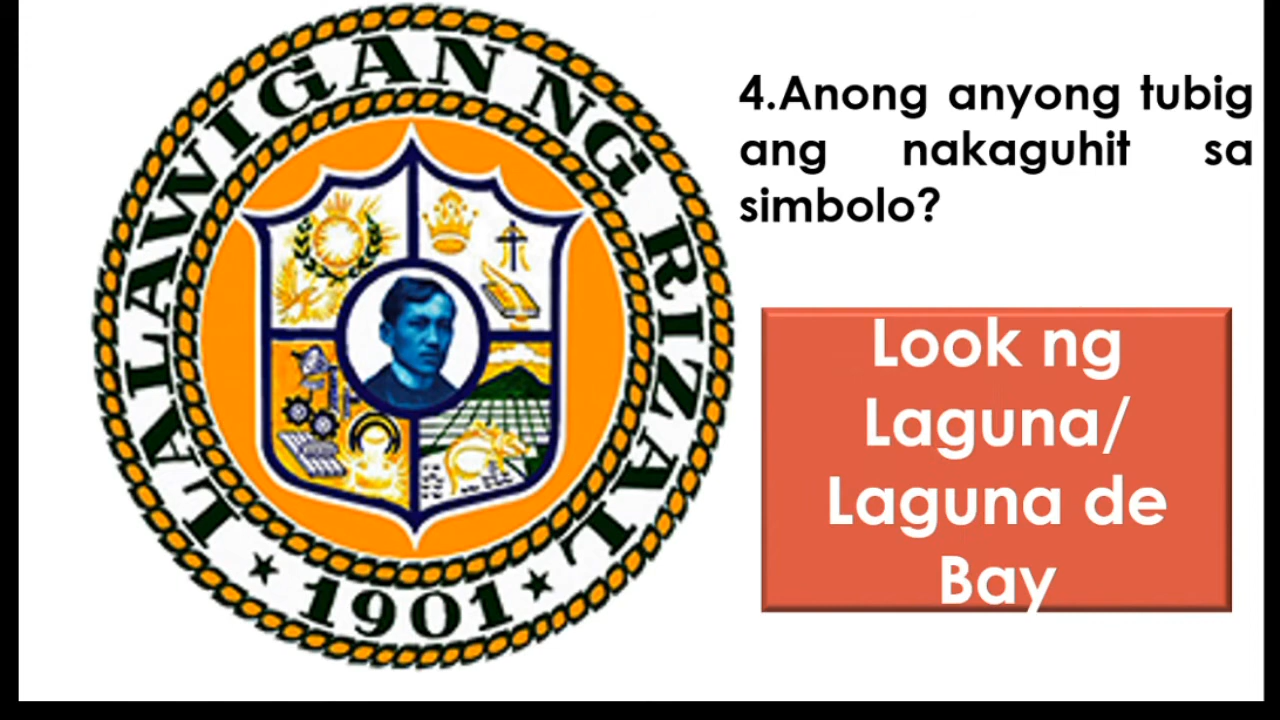 LALAWIGAN NG RIZAL
1901
4.Anong anyong tubig
ang nakaguhit sa
simbolo?
Look ng
Laguna/
Laguna de
Bay